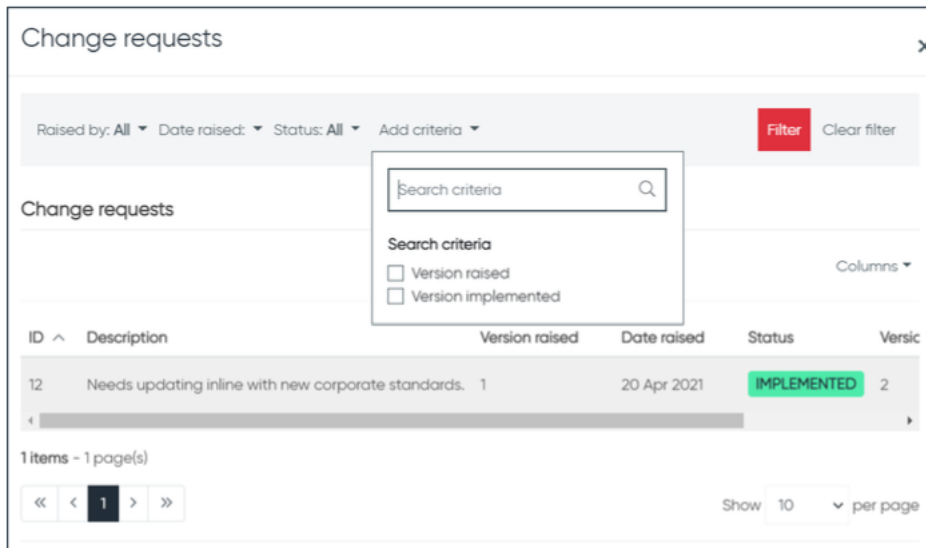 Change requests
Raised by: All Date raised: Status: All Add criteria Filter Clear filter
Search criteria
Change requests
Search criteria
Columns
Version raised
Version implemented
ID Description Version raised Date raised Status Versic
12 Needs updating inline with new corporate standards. 1 20 Apr 2021 IMPLEMENTED 2
1 items - 1 page(s)
« < 1 > » Show 10 per page